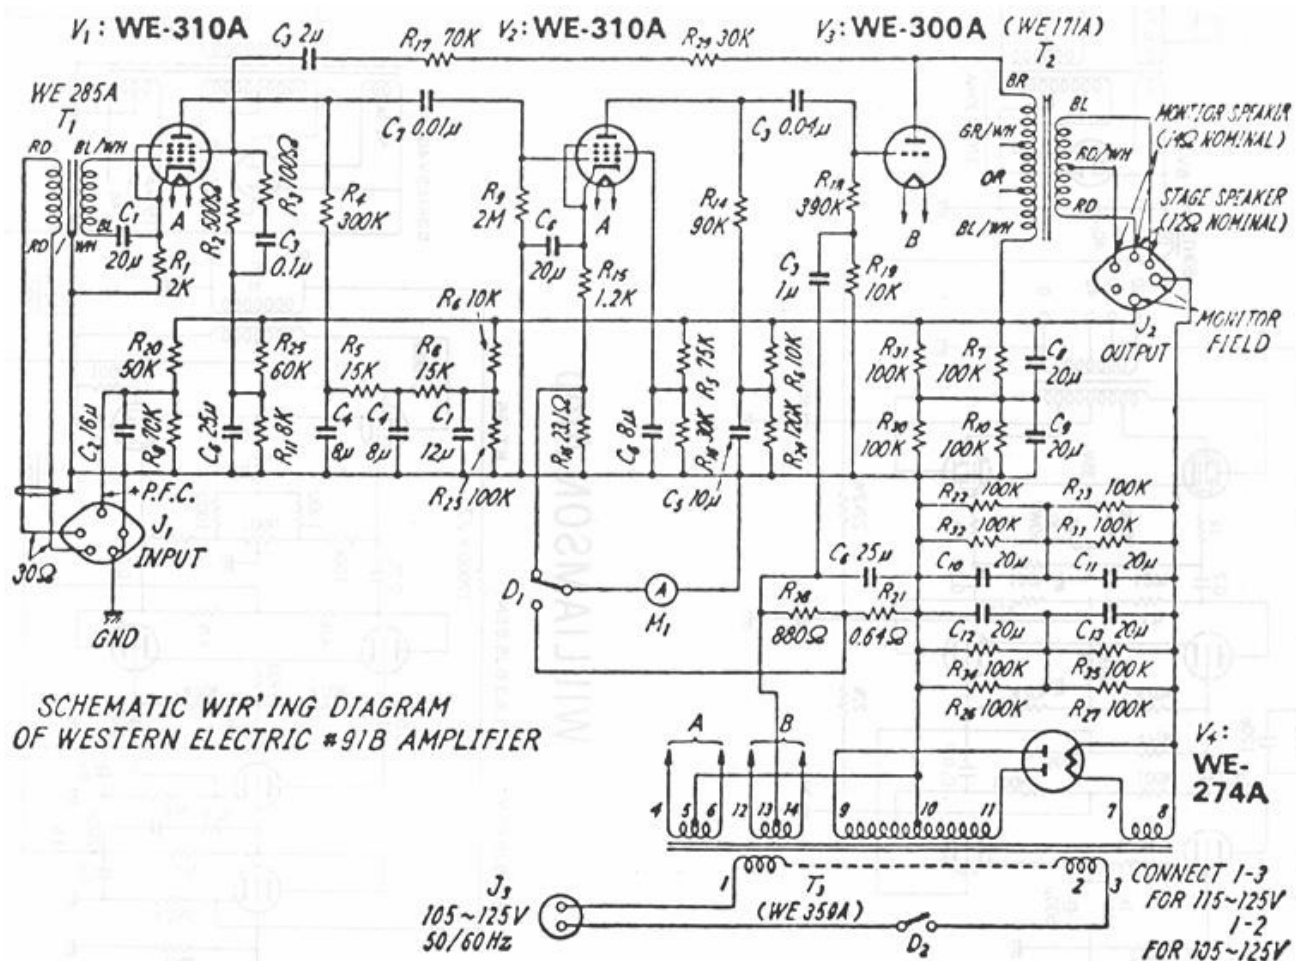 V₁: WE-310A
C₃ 2μ
R₁₇ 70K
V₂: WE-310A
R₂₉ 30K
V₃: WE-300A (WE171A)
T₂
WE 285A
T₁
RD
BL/WH
A
C₇ 0.01μ
A
C₃ 0.04μ
B
BR
GR/WH
OR
BL/WH
BL
RD/WH
RD
MONITIOR SPEAKER
(14Ω NOMINAL)
STAGE SPEAKER
(12Ω NOMINAL)
RD
1
WH
BL
C₁
20μ
R₁
2K
R₂ 500Ω
R₃ 100Ω
C₃
0.1μ
R₄
300K
R₉
2M
C₆
20μ
R₁₅
1.2K
R₁₄
90K
R₁₈
390K
C₃
1μ
R₁₉
10K
J₂
OUTPUT
MONITOR
FIELD
R₂₀
50K
R₂₅
60K
R₆ 10K
R₅
15K
R₆
15K
R₅ 75K
R₆ 10K
R₃₁
100K
R₇
100K
C₈
20μ
C₂ 16μ
R₈ 70K
C₆ 25μ
R₁₁ 8K
C₄
8μ
C₄
8μ
C₁
12μ
R₂₃ 100K
R₁₆ 22.1Ω
C₈ 8μ
R₁₆ 30K
C₅ 10μ
R₂₄ 120K
R₃₀
100K
R₁₀
100K
C₉
20μ
P.F.C.
J₁
INPUT
30Ω
GND
D₁
A
M₁
C₆ 25μ
R₂₈
880Ω
R₂₁
0.64Ω
R₂₂ 100K
R₂₃ 100K
R₃₂ 100K
R₃₃ 100K
C₁₀ 20μ
C₁₁ 20μ
C₁₂ 20μ
C₁₃ 20μ
R₃₄ 100K
R₃₅ 100K
R₂₆ 100K
R₂₇ 100K
SCHEMATIC WIR'ING DIAGRAM
OF WESTERN ELECTRIC #91B AMPLIFIER
WILLIAMSON
A
B
V₄:
WE-
274A
4 5 6 12 13 14 9 10 11 7 8
1
T₃
(WE 359A)
2 3
J₃
105~125V
50/60Hz
D₂
CONNECT 1-3
FOR 115~125V
1-2
FOR 105~125V